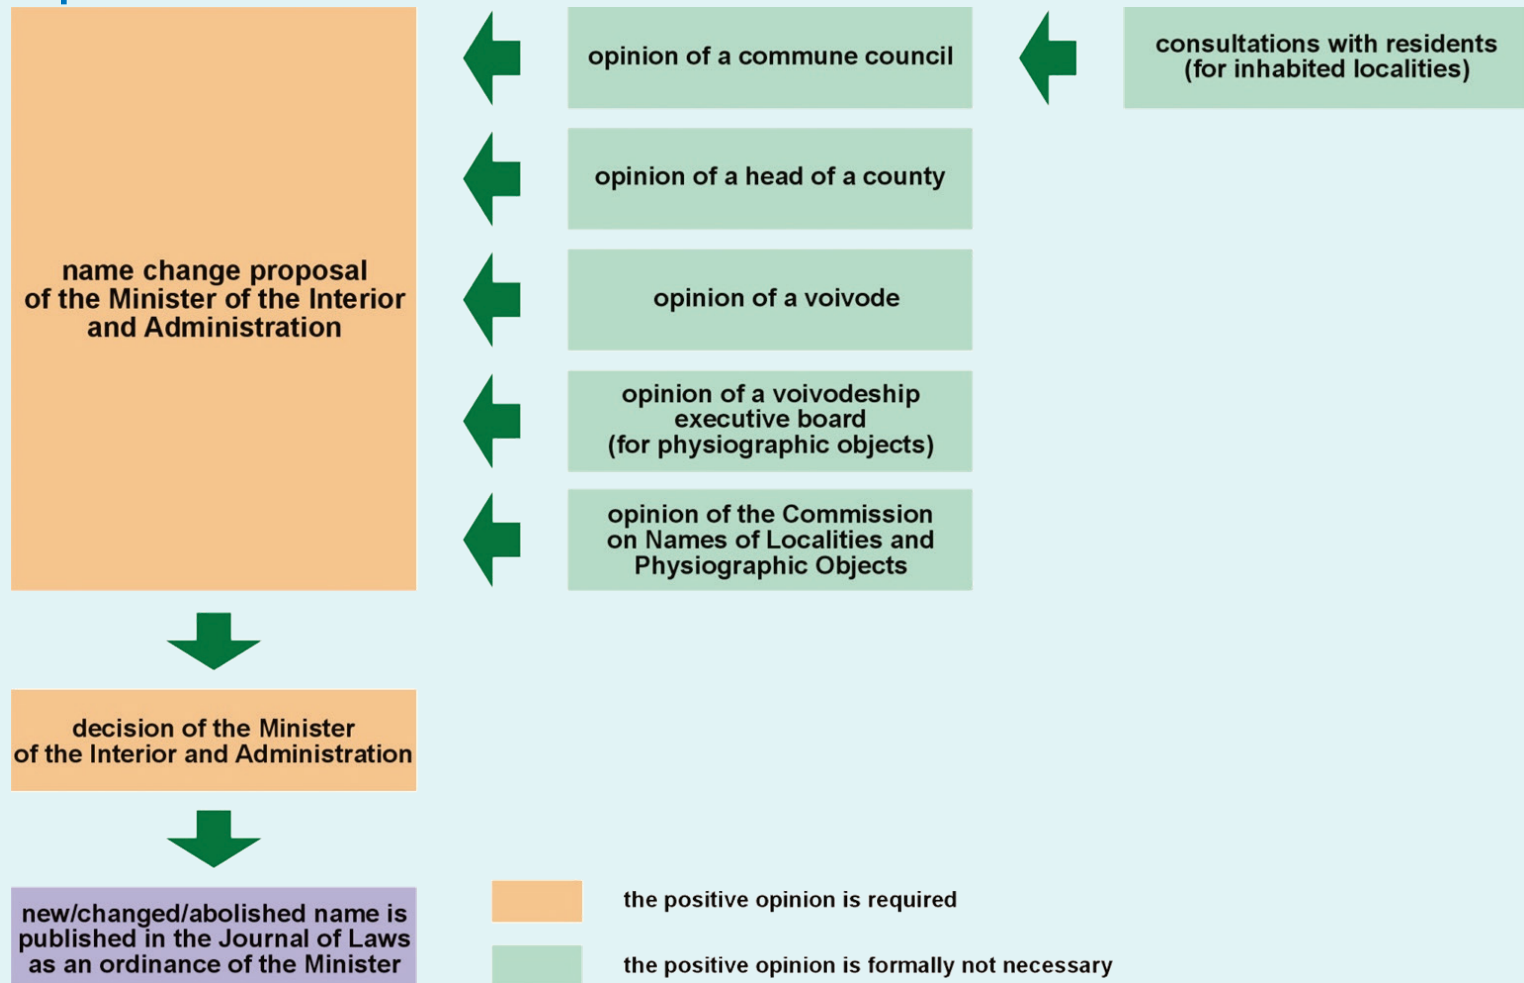 opinion of a commune council
consultations with residents
(for inhabited localities)
opinion of a head of a county
name change proposal
of the Minister of the Interior
and Administration
opinion of a voivode
opinion of a voivodeship
executive board
(for physiographic objects)
opinion of the Commission
on Names of Localities and
Physiographic Objects
decision of the Minister
of the Interior and Administration
new/changed/abolished name is
published in the Journal of Laws
as an ordinance of the Minister
the positive opinion is required
the positive opinion is formally not necessary